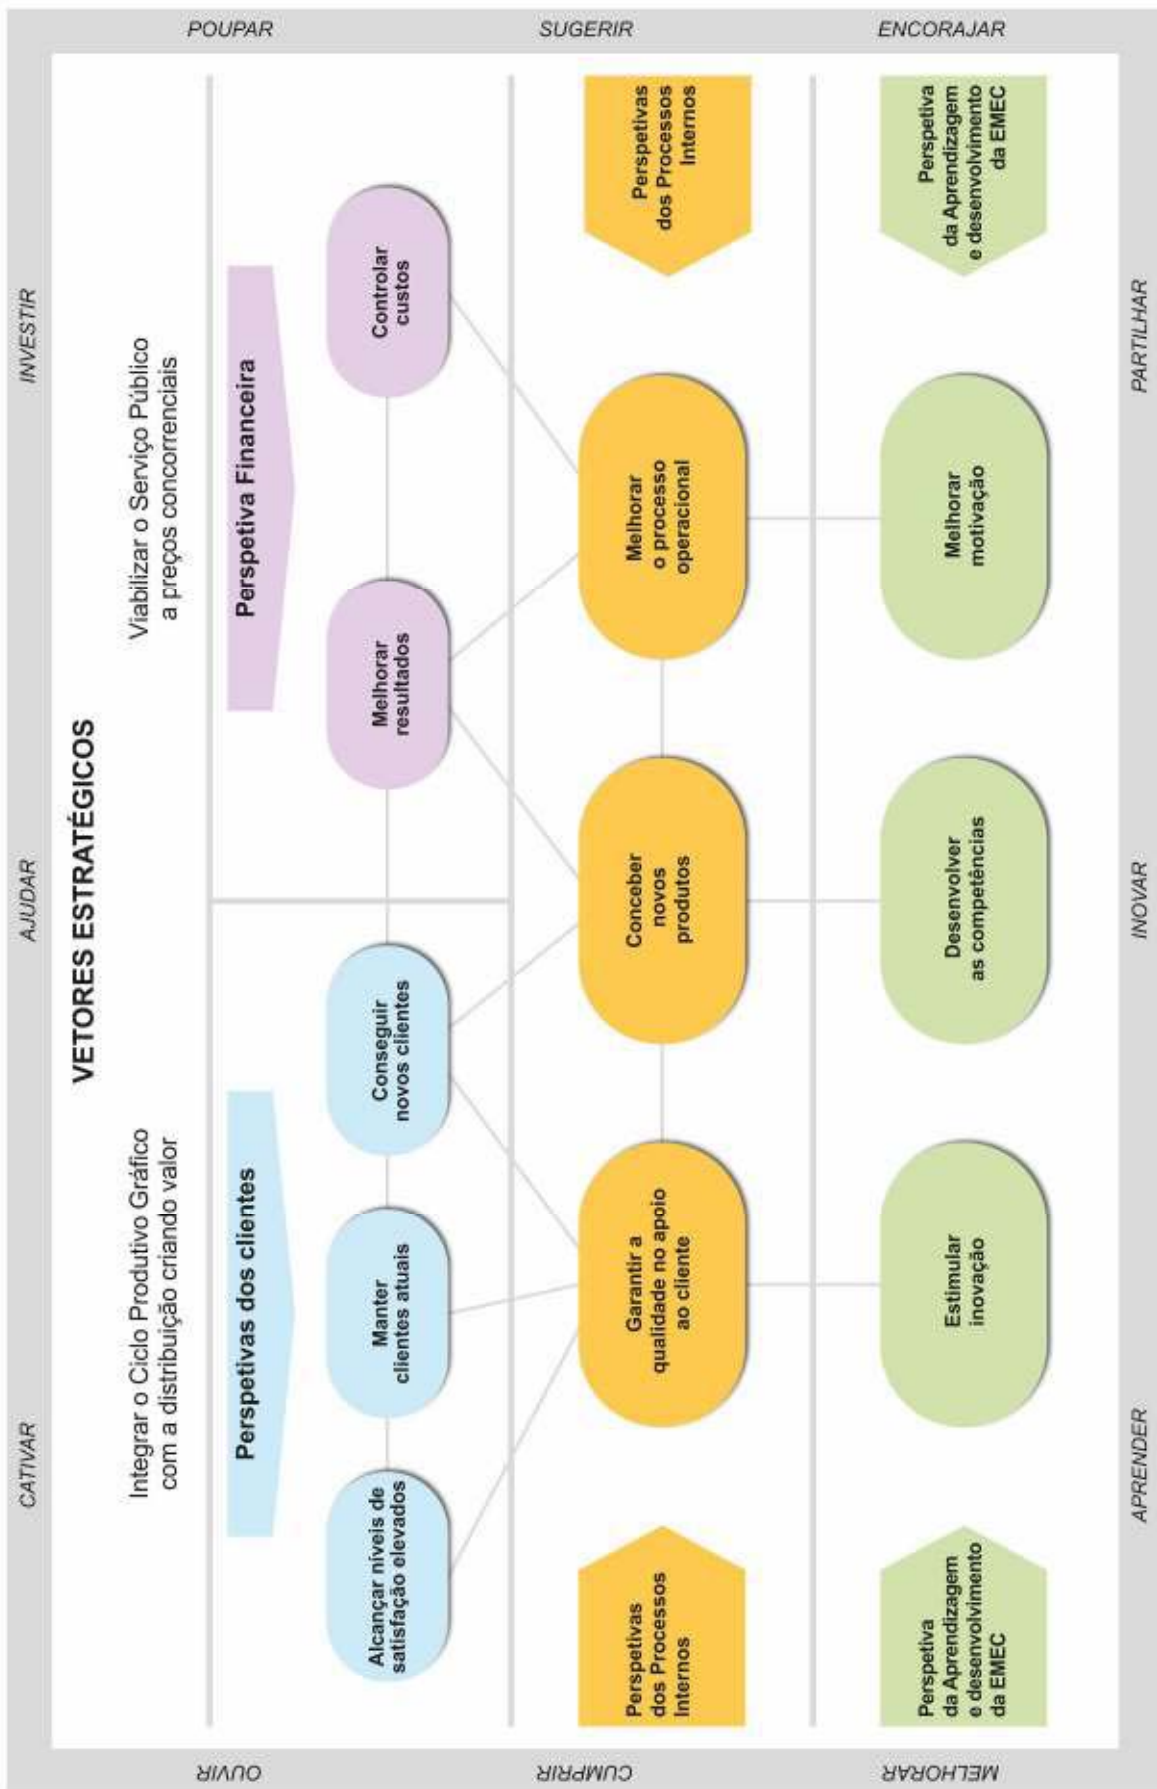 CATIVAR
AJUDAR
INVESTIR
OUVIR
CUMPRIR
MELHORAR
POUPAR
SUGERIR
ENCORAJAR
APRENDER
INOVAR
PARTILHAR
VETORES ESTRATÉGICOS
Integrar o Ciclo Produtivo Gráfico
com a distribuição criando valor
Viabilizar o Serviço Público
a preços concorrenciais
Perspetivas dos clientes
Perspetiva Financeira
Alcançar níveis de
satisfação elevados
Manter
clientes atuais
Conseguir
novos clientes
Melhorar
resultados
Controlar
custos
Perspetivas
dos Processos
Internos
Garantir a
qualidade no apoio
ao cliente
Conceber
novos
produtos
Melhorar
o processo
operacional
Perspetivas
dos Processos
Internos
Perspetiva
da Aprendizagem
e desenvolvimento
da EMEC
Estimular
inovação
Desenvolver
as competências
Melhorar
motivação
Perspetiva
da Aprendizagem
e desenvolvimento
da EMEC